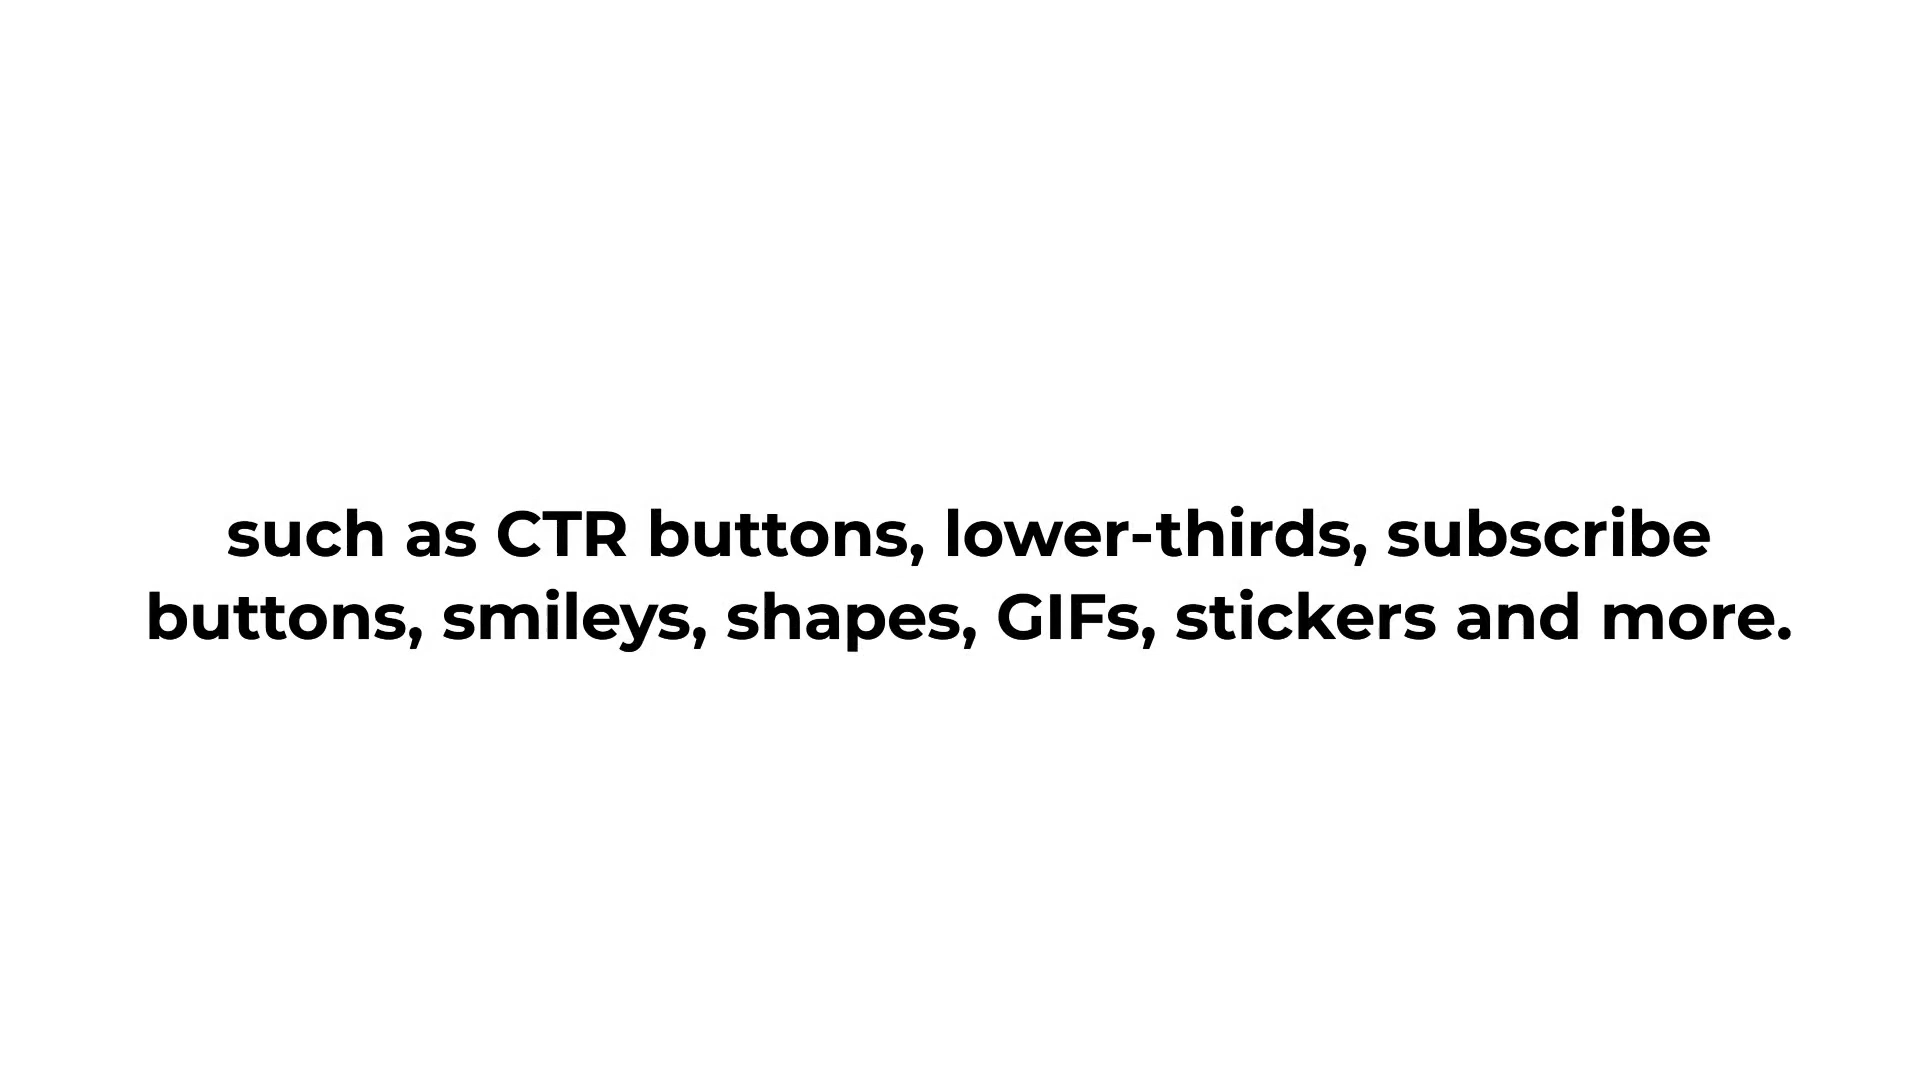 such as CTR buttons, lower-thirds, subscribe
buttons, smileys, shapes, GIFs, stickers and more.